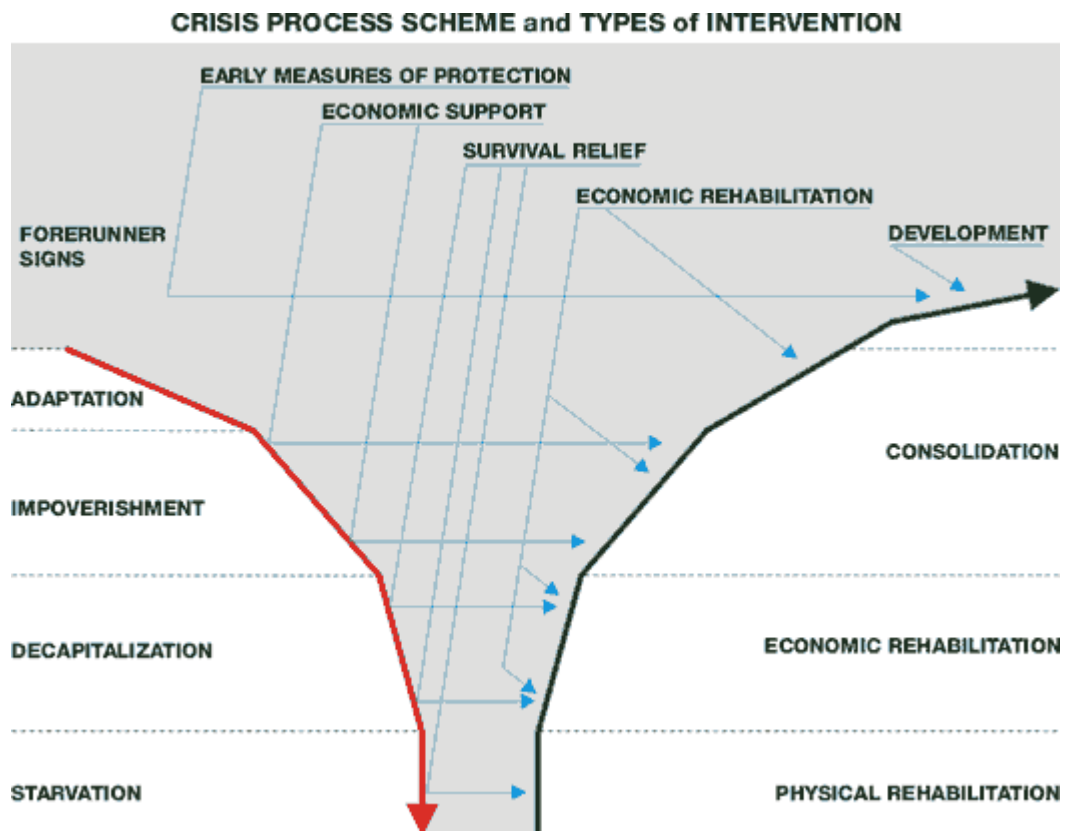 CRISIS PROCESS SCHEME and TYPES of INTERVENTION
EARLY MEASURES OF PROTECTION
ECONOMIC SUPPORT
SURVIVAL RELIEF
ECONOMIC REHABILITATION
DEVELOPMENT
FORERUNNER
SIGNS
ADAPTATION
CONSOLIDATION
IMPOVERISHMENT
DECAPITALIZATION
ECONOMIC REHABILITATION
STARVATION
PHYSICAL REHABILITATION